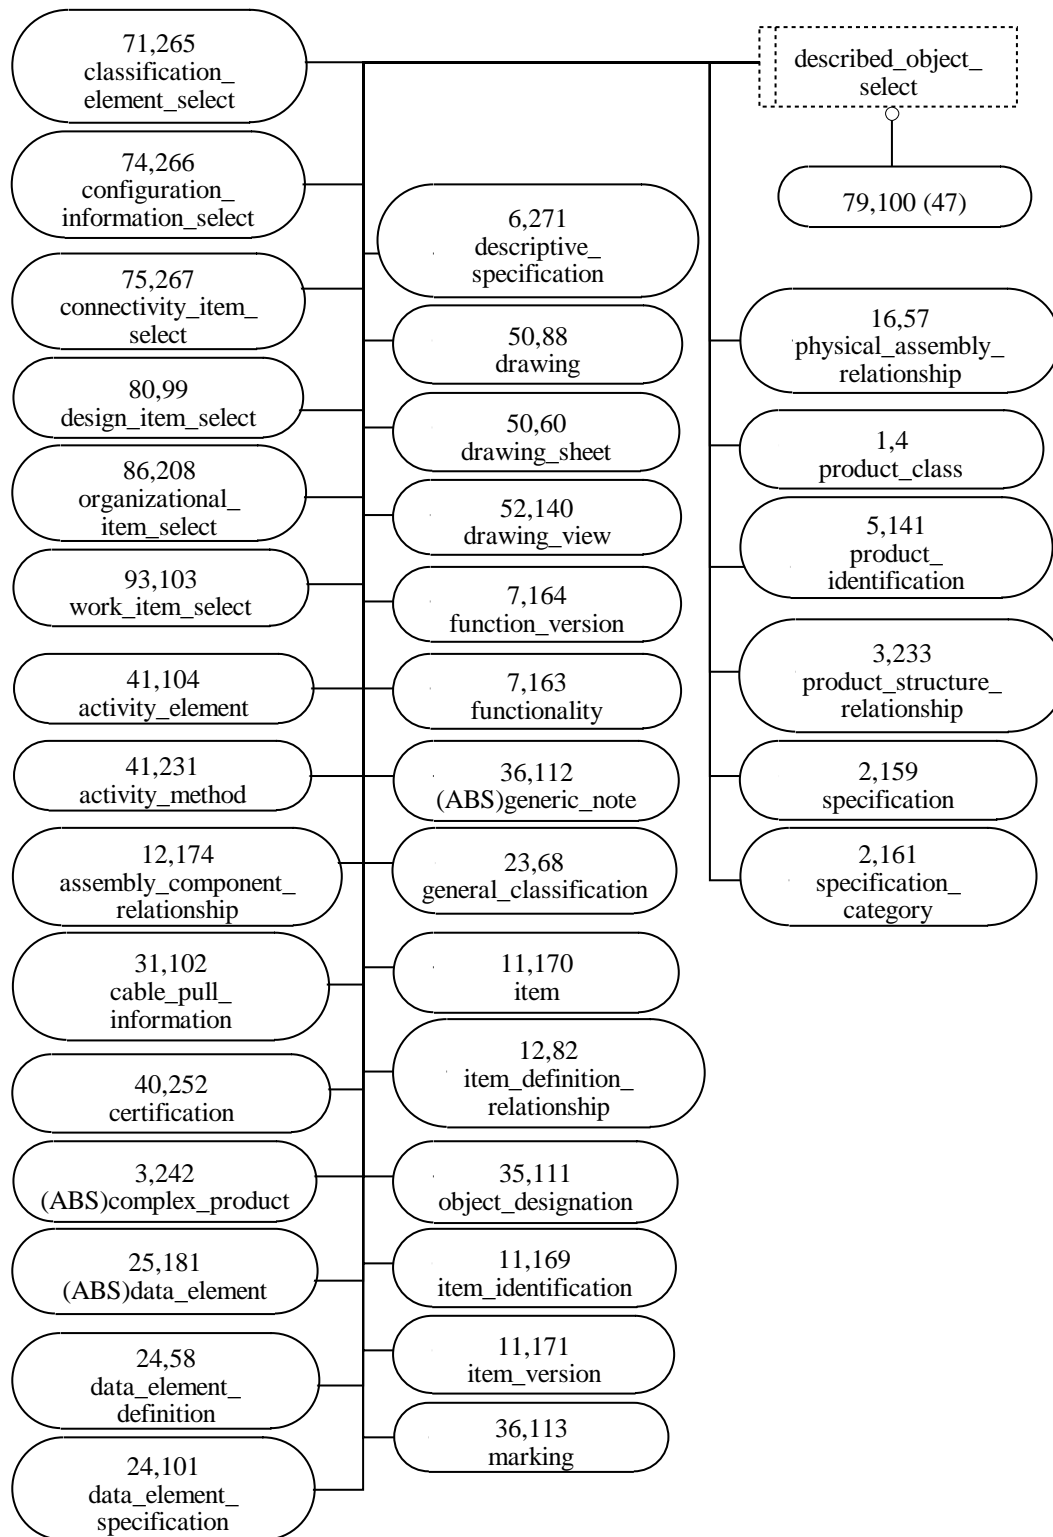 71,265
classification_
element_select
74,266
configuration_
information_select
75,267
connectivity_item_
select
80,99
design_item_select
86,208
organizational_
item_select
93,103
work_item_select
41,104
activity_element
41,231
activity_method
12,174
assembly_component_
relationship
31,102
cable_pull_
information
40,252
certification
3,242
(ABS)complex_product
25,181
(ABS)data_element
24,58
data_element_
definition
24,101
data_element_
specification
6,271
descriptive_
specification
50,88
drawing
50,60
drawing_sheet
52,140
drawing_view
7,164
function_version
7,163
functionality
36,112
(ABS)generic_note
23,68
general_classification
11,170
item
12,82
item_definition_
relationship
35,111
object_designation
11,169
item_identification
11,171
item_version
36,113
marking
described_object_
select
79,100 (47)
16,57
physical_assembly_
relationship
1,4
product_class
5,141
product_
identification
3,233
product_structure_
relationship
2,159
specification
2,161
specification_
category